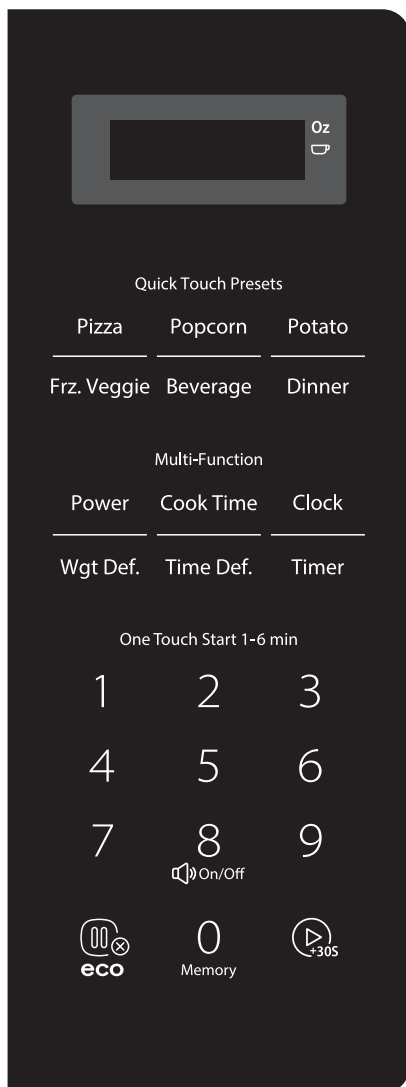 Oz
Quick Touch Presets
Pizza Popcorn Potato
Frz. Veggie Beverage Dinner
Multi-Function
Power Cook Time Clock
Wgt Def. Time Def. Timer
One Touch Start 1-6 min
1 2 3
4 5 6
7 8 9
On/Off
0
+30S
eco
Memory